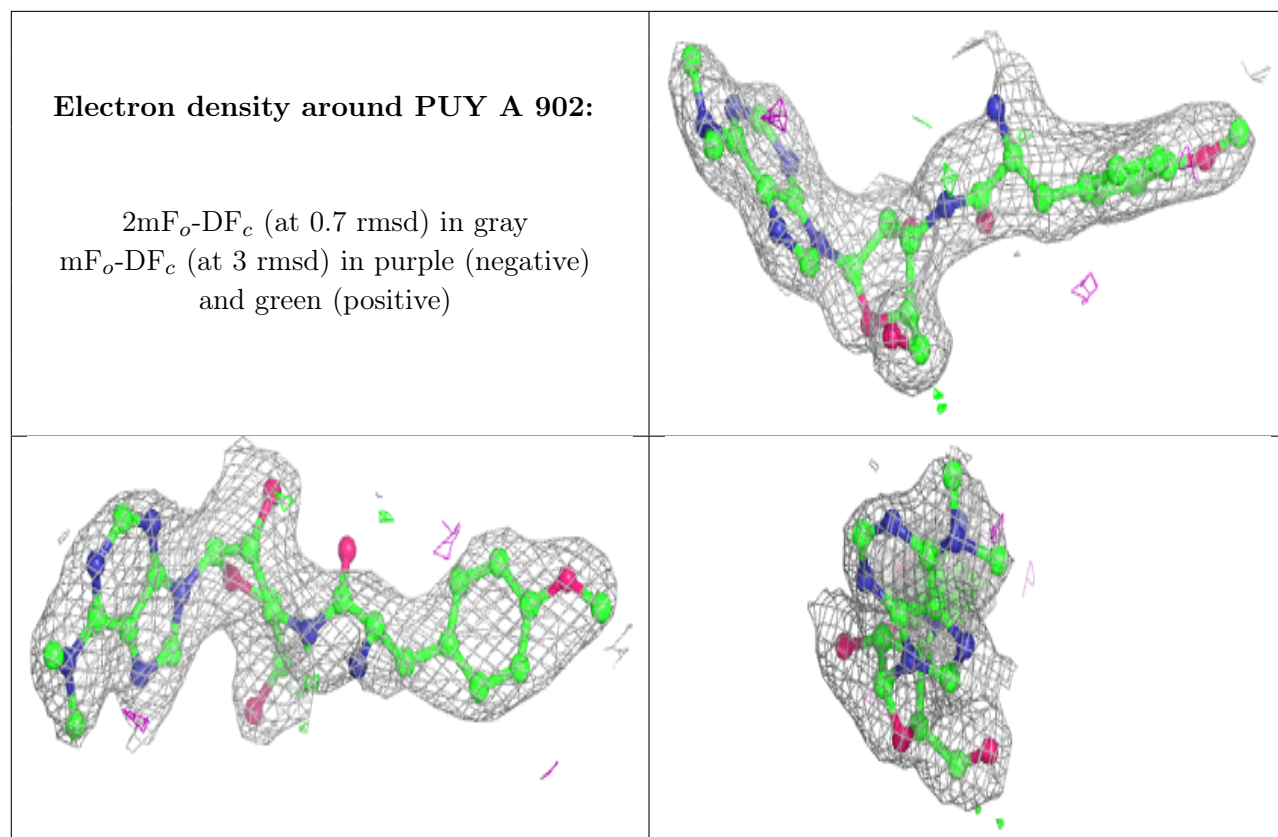 Electron density around PUY A 902:
2mFo-DFc (at 0.7 rmsd) in gray
mFo-DFc (at 3 rmsd) in purple (negative)
and green (positive)